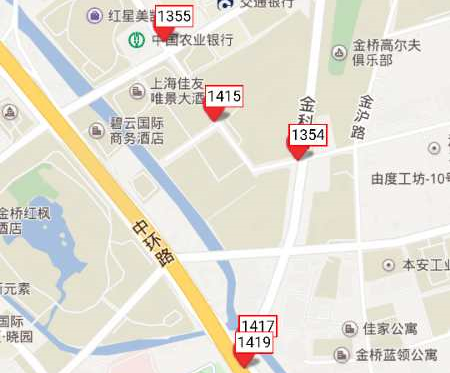 交通银行
红星美凯
1355
中国农业银行
金桥高尔夫
俱乐部
上海佳友
唯景大酒
1415
金沪路
金科
碧云国际
商务酒店
1354
由度工坊-10号
金桥红枫
酒店
中环路
本安工业
新元素
国际
·晓园
1417
1419
佳家公寓
金桥蓝领公寓